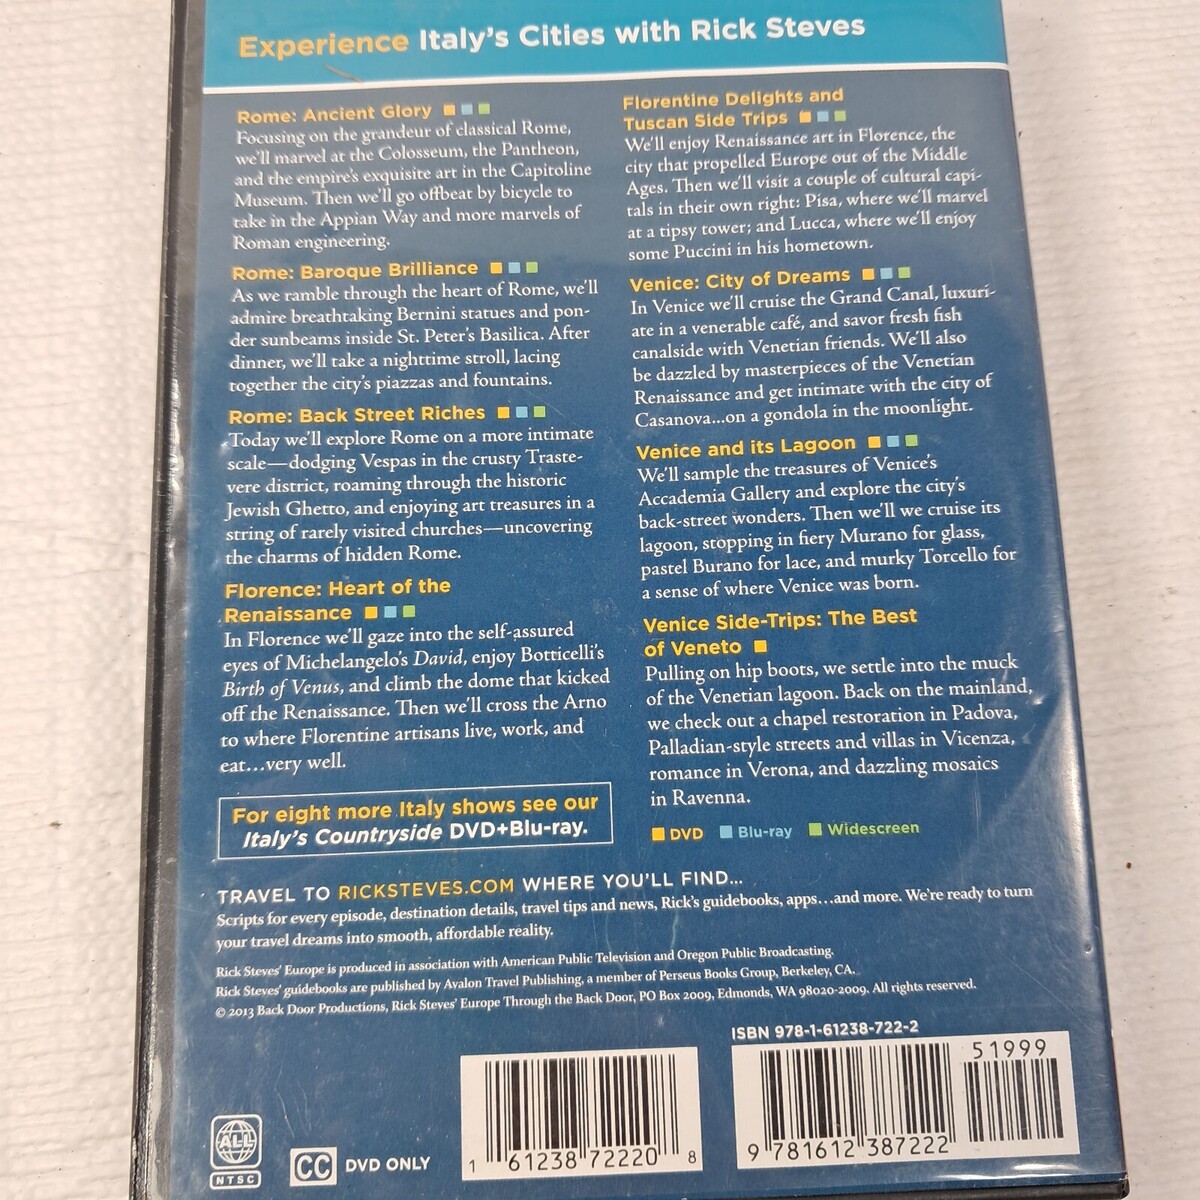 Experience Italy's Cities with Rick Steves
Rome: Ancient Glory
Focusing on the grandeur of classical Rome,
we'll marvel at the Colosseum, the Pantheon,
and the empire's exquisite art in the Capitoline
Museum. Then we'll go offbeat by bicycle to
take in the Appian Way and more marvels of
Roman engineering.
Rome: Baroque Brilliance
As we ramble through the heart of Rome, we'll
admire breathtaking Bernini statues and pon-
der sunbeams inside St. Peter's Basilica. After
dinner, we'll take a nighttime stroll, lacing
together the city's piazzas and fountains.
Rome: Back Street Riches
Today we'll explore Rome on a more intimate
scale—dodging Vespas in the crusty Traste-
vere district, roaming through the historic
Jewish Ghetto, and enjoying art treasures in a
string of rarely visited churches—uncovering
the charms of hidden Rome.
Florence: Heart of the
Renaissance
In Florence we'll gaze into the self-assured
eyes of Michelangelo's David, enjoy Botticelli's
Birth of Venus, and climb the dome that kicked
off the Renaissance. Then we'll cross the Arno
to where Florentine artisans live, work, and
eat...very well.
For eight more Italy shows see our
Italy's Countryside DVD+Blu-ray.
Florentine Delights and
Tuscan Side Trips
We'll enjoy Renaissance art in Florence, the
city that propelled Europe out of the Middle
Ages. Then we'll visit a couple of cultural capi-
tals in their own right: Pisa, where we'll marvel
at a tipsy tower; and Lucca, where we'll enjoy
some Puccini in his hometown.
Venice: City of Dreams
In Venice we'll cruise the Grand Canal, luxuri-
ate in a venerable café, and savor fresh fish
canalside with Venetian friends. We'll also
be dazzled by masterpieces of the Venetian
Renaissance and get intimate with the city of
Casanova...on a gondola in the moonlight.
Venice and its Lagoon
We'll sample the treasures of Venice's
Accademia Gallery and explore the city's
back-street wonders. Then we'll we cruise its
lagoon, stopping in fiery Murano for glass,
pastel Burano for lace, and murky Torcello for
a sense of where Venice was born.
Venice Side-Trips: The Best
of Veneto
Pulling on hip boots, we settle into the muck
of the Venetian lagoon. Back on the mainland,
we check out a chapel restoration in Padova,
Palladian-style streets and villas in Vicenza,
romance in Verona, and dazzling mosaics
in Ravenna.
DVD Blu-ray Widescreen
TRAVEL TO RICKSTEVES.COM WHERE YOU'LL FIND...
Scripts for every episode, destination details, travel tips and news, Rick's guidebooks, apps...and more. We're ready to turn
your travel dreams into smooth, affordable reality.
Rick Steves' Europe is produced in association with American Public Television and Oregon Public Broadcasting.
Rick Steves' guidebooks are published by Avalon Travel Publishing, a member of Perseus Books Group, Berkeley, CA.
© 2013 Back Door Productions, Rick Steves' Europe Through the Back Door, PO Box 2009, Edmonds, WA 98020-2009. All rights reserved.
ISBN 978-1-61238-722-2
51999
ALL
NTSC
CC DVD ONLY
1 61238 72220 8
9 781612 387222